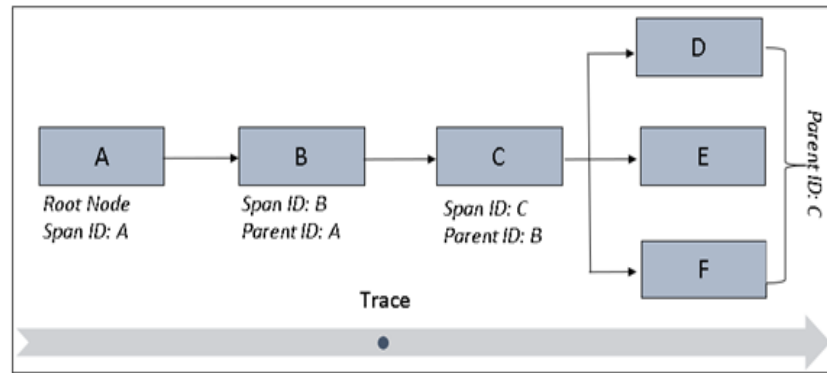 D
A
B
C
E
Root Node
Span ID: A
Span ID: B
Parent ID: A
Span ID: C
Parent ID: B
F
Parent ID: C
Trace